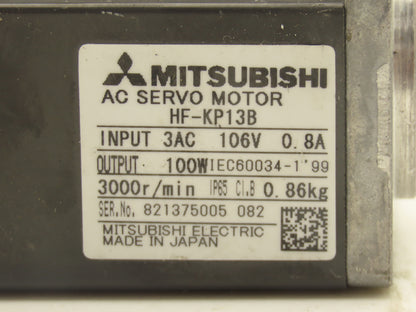 MITSUBISHI
AC SERVO MOTOR
HF-KP13B
INPUT 3AC 106V 0.8A
OUTPUT 100W IEC60034-1'99
3000r/min IP65 Cl.B 0.86kg
SER.No. 821375005 082
MITSUBISHI ELECTRIC
MADE IN JAPAN